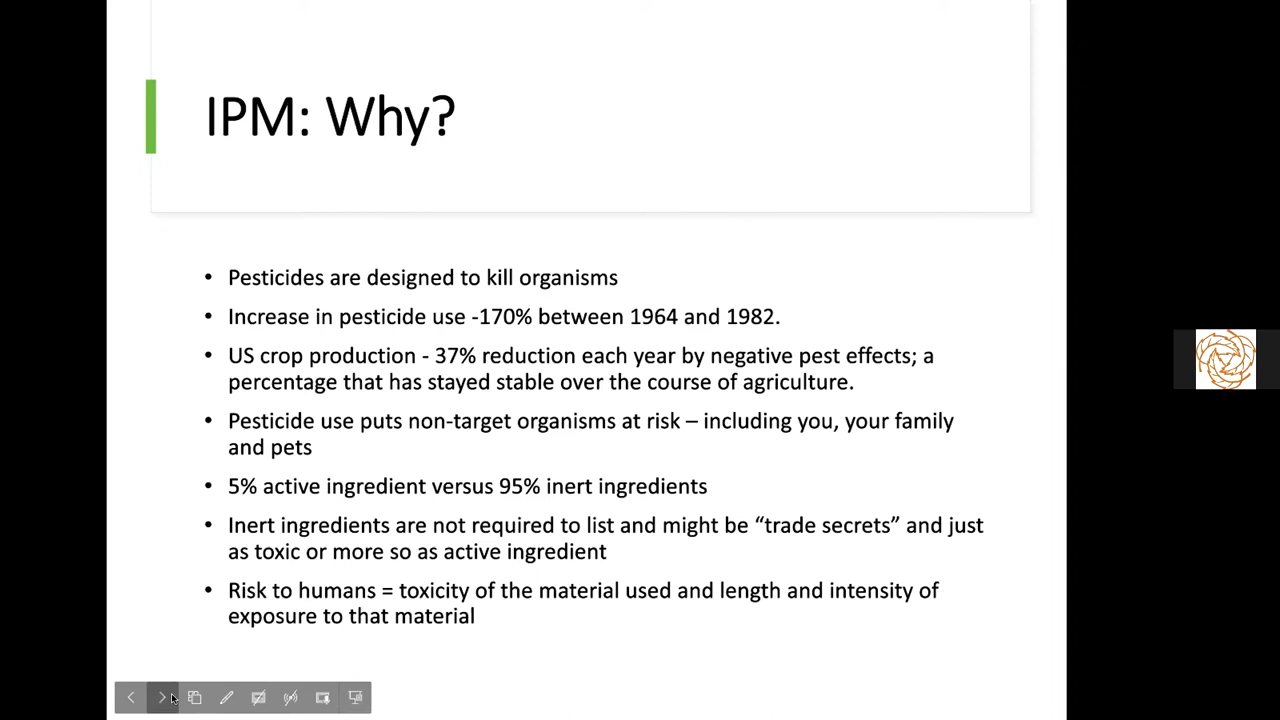 IPM: Why?
• Pesticides are designed to kill organisms
• Increase in pesticide use -170% between 1964 and 1982.
• US crop production - 37% reduction each year by negative pest effects; a
percentage that has stayed stable over the course of agriculture.
• Pesticide use puts non-target organisms at risk – including you, your family
and pets
• 5% active ingredient versus 95% inert ingredients
• Inert ingredients are not required to list and might be “trade secrets” and just
as toxic or more so as active ingredient
• Risk to humans = toxicity of the material used and length and intensity of
exposure to that material